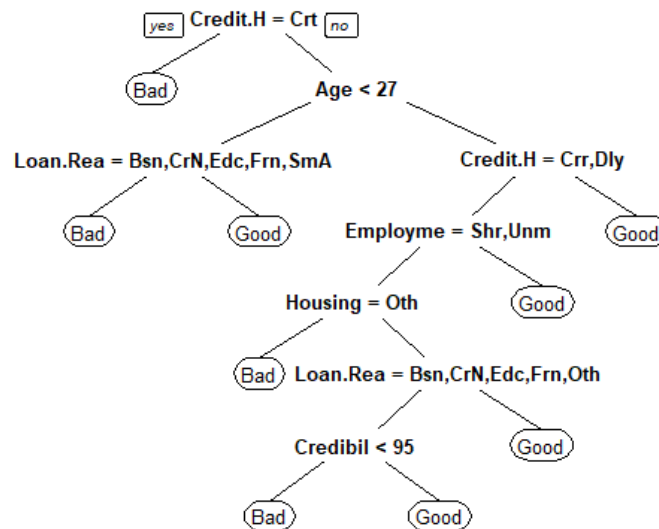 yes Credit.H = Crt no
Bad
Age < 27
Loan.Rea = Bsn,CrN,Edc,Frn,SmA
Credit.H = Crr,Dly
Bad
Good
Employme = Shr,Unm
Good
Housing = Oth
Good
Bad
Loan.Rea = Bsn,CrN,Edc,Frn,Oth
Credibil < 95
Good
Bad
Good